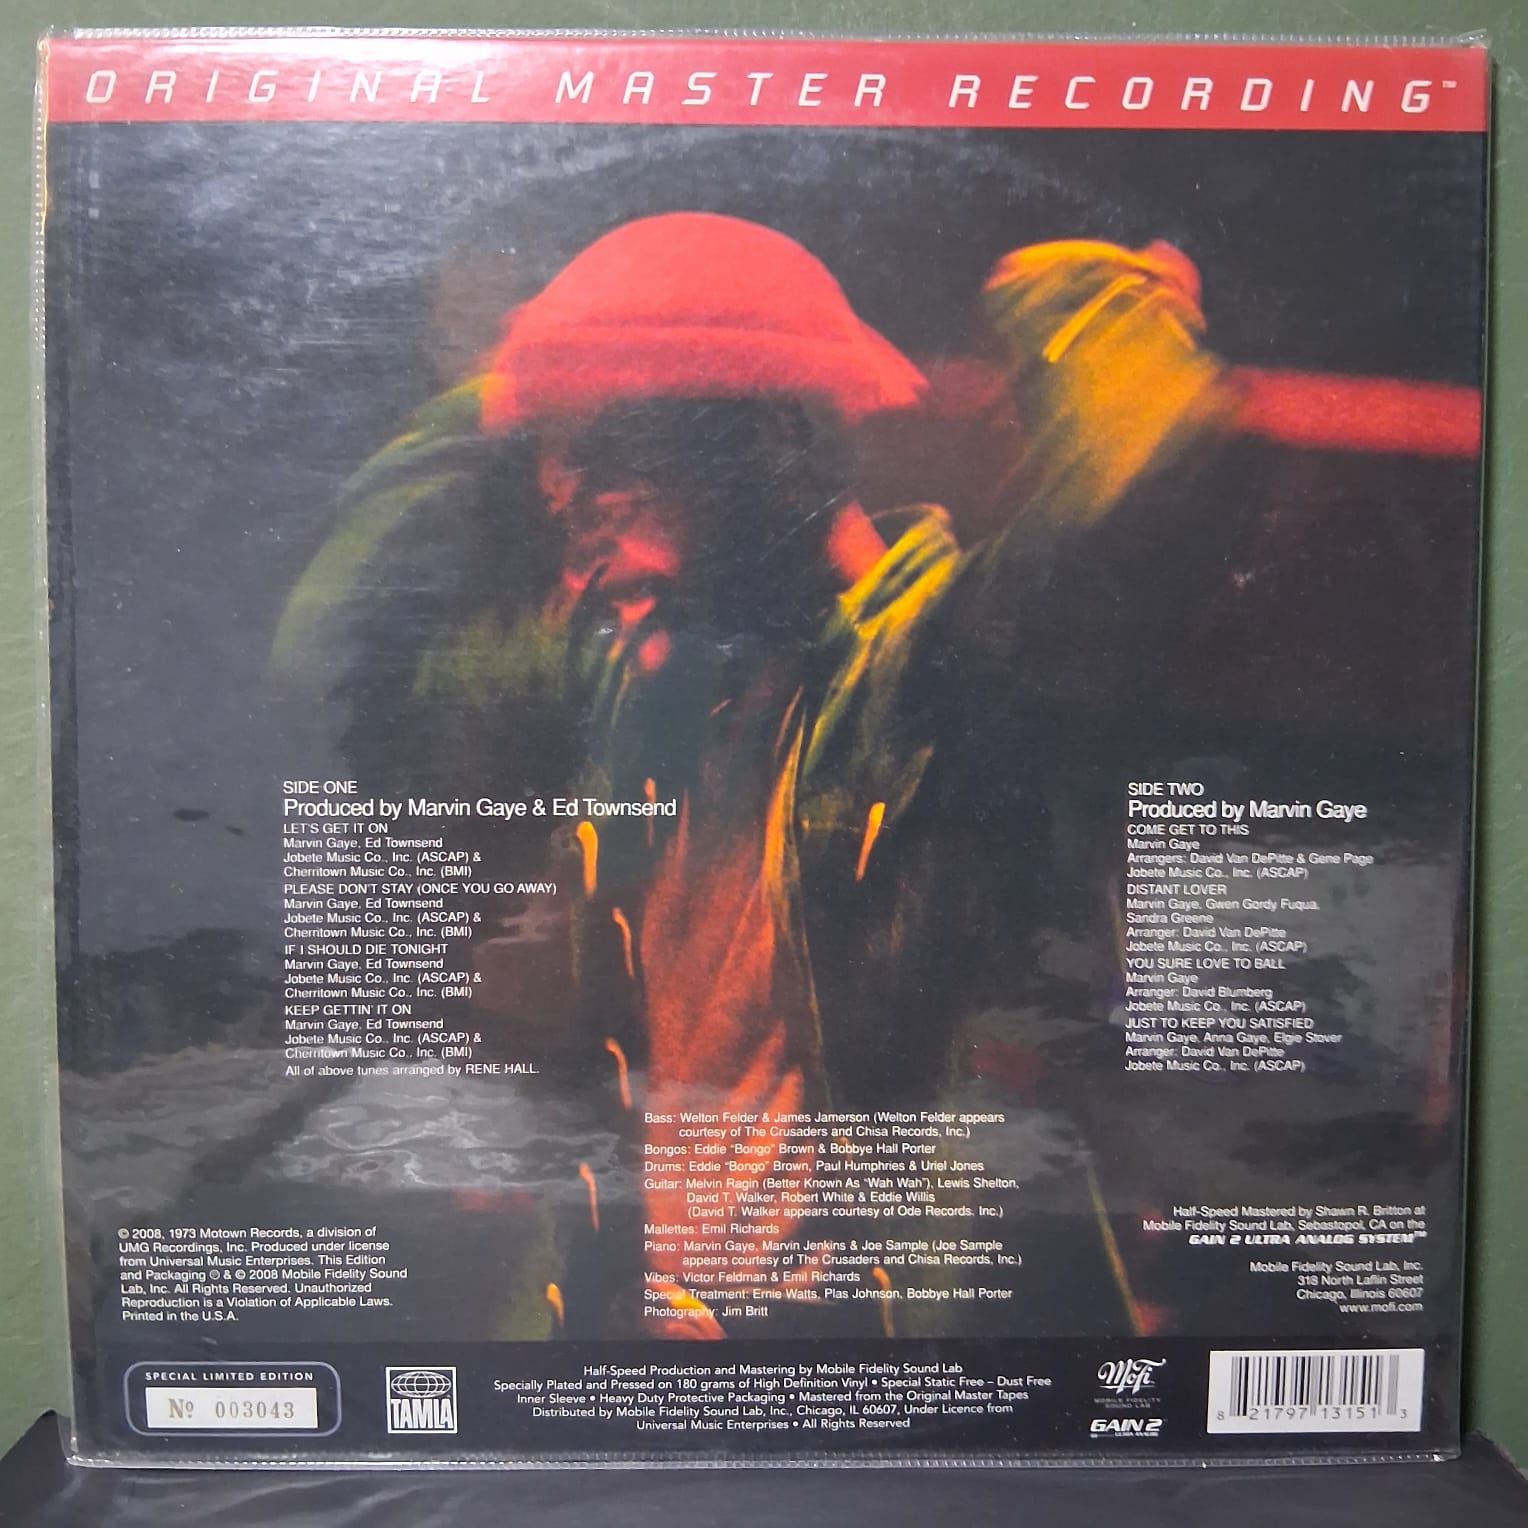 ORIGINAL MASTER RECORDING™
SIDE ONE
Produced by Marvin Gaye & Ed Townsend
LET'S GET IT ON
Marvin Gaye, Ed Townsend
Jobete Music Co., Inc. (ASCAP) &
Cherritown Music Co., Inc. (BMI)
PLEASE DON'T STAY (ONCE YOU GO AWAY)
Marvin Gaye, Ed Townsend
Jobete Music Co., Inc. (ASCAP) &
Cherritown Music Co., Inc. (BMI)
IF I SHOULD DIE TONIGHT
Marvin Gaye, Ed Townsend
Jobete Music Co., Inc. (ASCAP) &
Cherritown Music Co., Inc. (BMI)
KEEP GETTIN' IT ON
Marvin Gaye, Ed Townsend
Jobete Music Co., Inc. (ASCAP) &
Cherritown Music Co., Inc. (BMI)
All of above tunes arranged by RENE HALL.
SIDE TWO
Produced by Marvin Gaye
COME GET TO THIS
Marvin Gaye
Arrangers: David Van DePitte & Gene Page
Jobete Music Co., Inc. (ASCAP)
DISTANT LOVER
Marvin Gaye, Gwen Gordy Fuqua,
Sandra Greene
Arranger: David Van DePitte
Jobete Music Co., Inc. (ASCAP)
YOU SURE LOVE TO BALL
Marvin Gaye
Arranger: David Blumberg
Jobete Music Co., Inc. (ASCAP)
JUST TO KEEP YOU SATISFIED
Marvin Gaye, Anna Gaye, Elgie Stover
Arranger: David Van DePitte
Jobete Music Co., Inc. (ASCAP)
Bass: Welton Felder & James Jamerson (Welton Felder appears
courtesy of The Crusaders and Chisa Records, Inc.)
Bongos: Eddie "Bongo" Brown & Bobbye Hall Porter
Drums: Eddie "Bongo" Brown, Paul Humphries & Uriel Jones
Guitar: Melvin Ragin (Better Known As "Wah Wah"), Lewis Shelton,
David T. Walker, Robert White & Eddie Willis
(David T. Walker appears courtesy of Ode Records. Inc.)
Mallettes: Emil Richards
Piano: Marvin Gaye, Marvin Jenkins & Joe Sample (Joe Sample
appears courtesy of The Crusaders and Chisa Records, Inc.)
Vibes: Victor Feldman & Emil Richards
Special Treatment: Ernie Watts, Plas Johnson, Bobbye Hall Porter
Photography: Jim Britt
℗ 2008, 1973 Motown Records, a division of
UMG Recordings, Inc. Produced under license
from Universal Music Enterprises. This Edition
and Packaging ℗ & © 2008 Mobile Fidelity Sound
Lab, Inc. All Rights Reserved. Unauthorized
Reproduction is a Violation of Applicable Laws.
Printed in the U.S.A.
Half-Speed Mastered by Shawn R. Britton at
Mobile Fidelity Sound Lab, Sebastopol, CA on the
GAIN 2 ULTRA ANALOG SYSTEM™
Mobile Fidelity Sound Lab, Inc.
318 North Laflin Street
Chicago, Illinois 60607
www.mofi.com
SPECIAL LIMITED EDITION
№ 003043
TAMLA
Half-Speed Production and Mastering by Mobile Fidelity Sound Lab
Specially Plated and Pressed on 180 grams of High Definition Vinyl • Special Static Free – Dust Free
Inner Sleeve • Heavy Duty Protective Packaging • Mastered from the Original Master Tapes
Distributed by Mobile Fidelity Sound Lab, Inc., Chicago, IL 60607, Under Licence from
Universal Music Enterprises • All Rights Reserved
MoFi
MOBILE FIDELITY
SOUND LAB
GAIN 2
ULTRA ANALOG
8 21797 13151 3